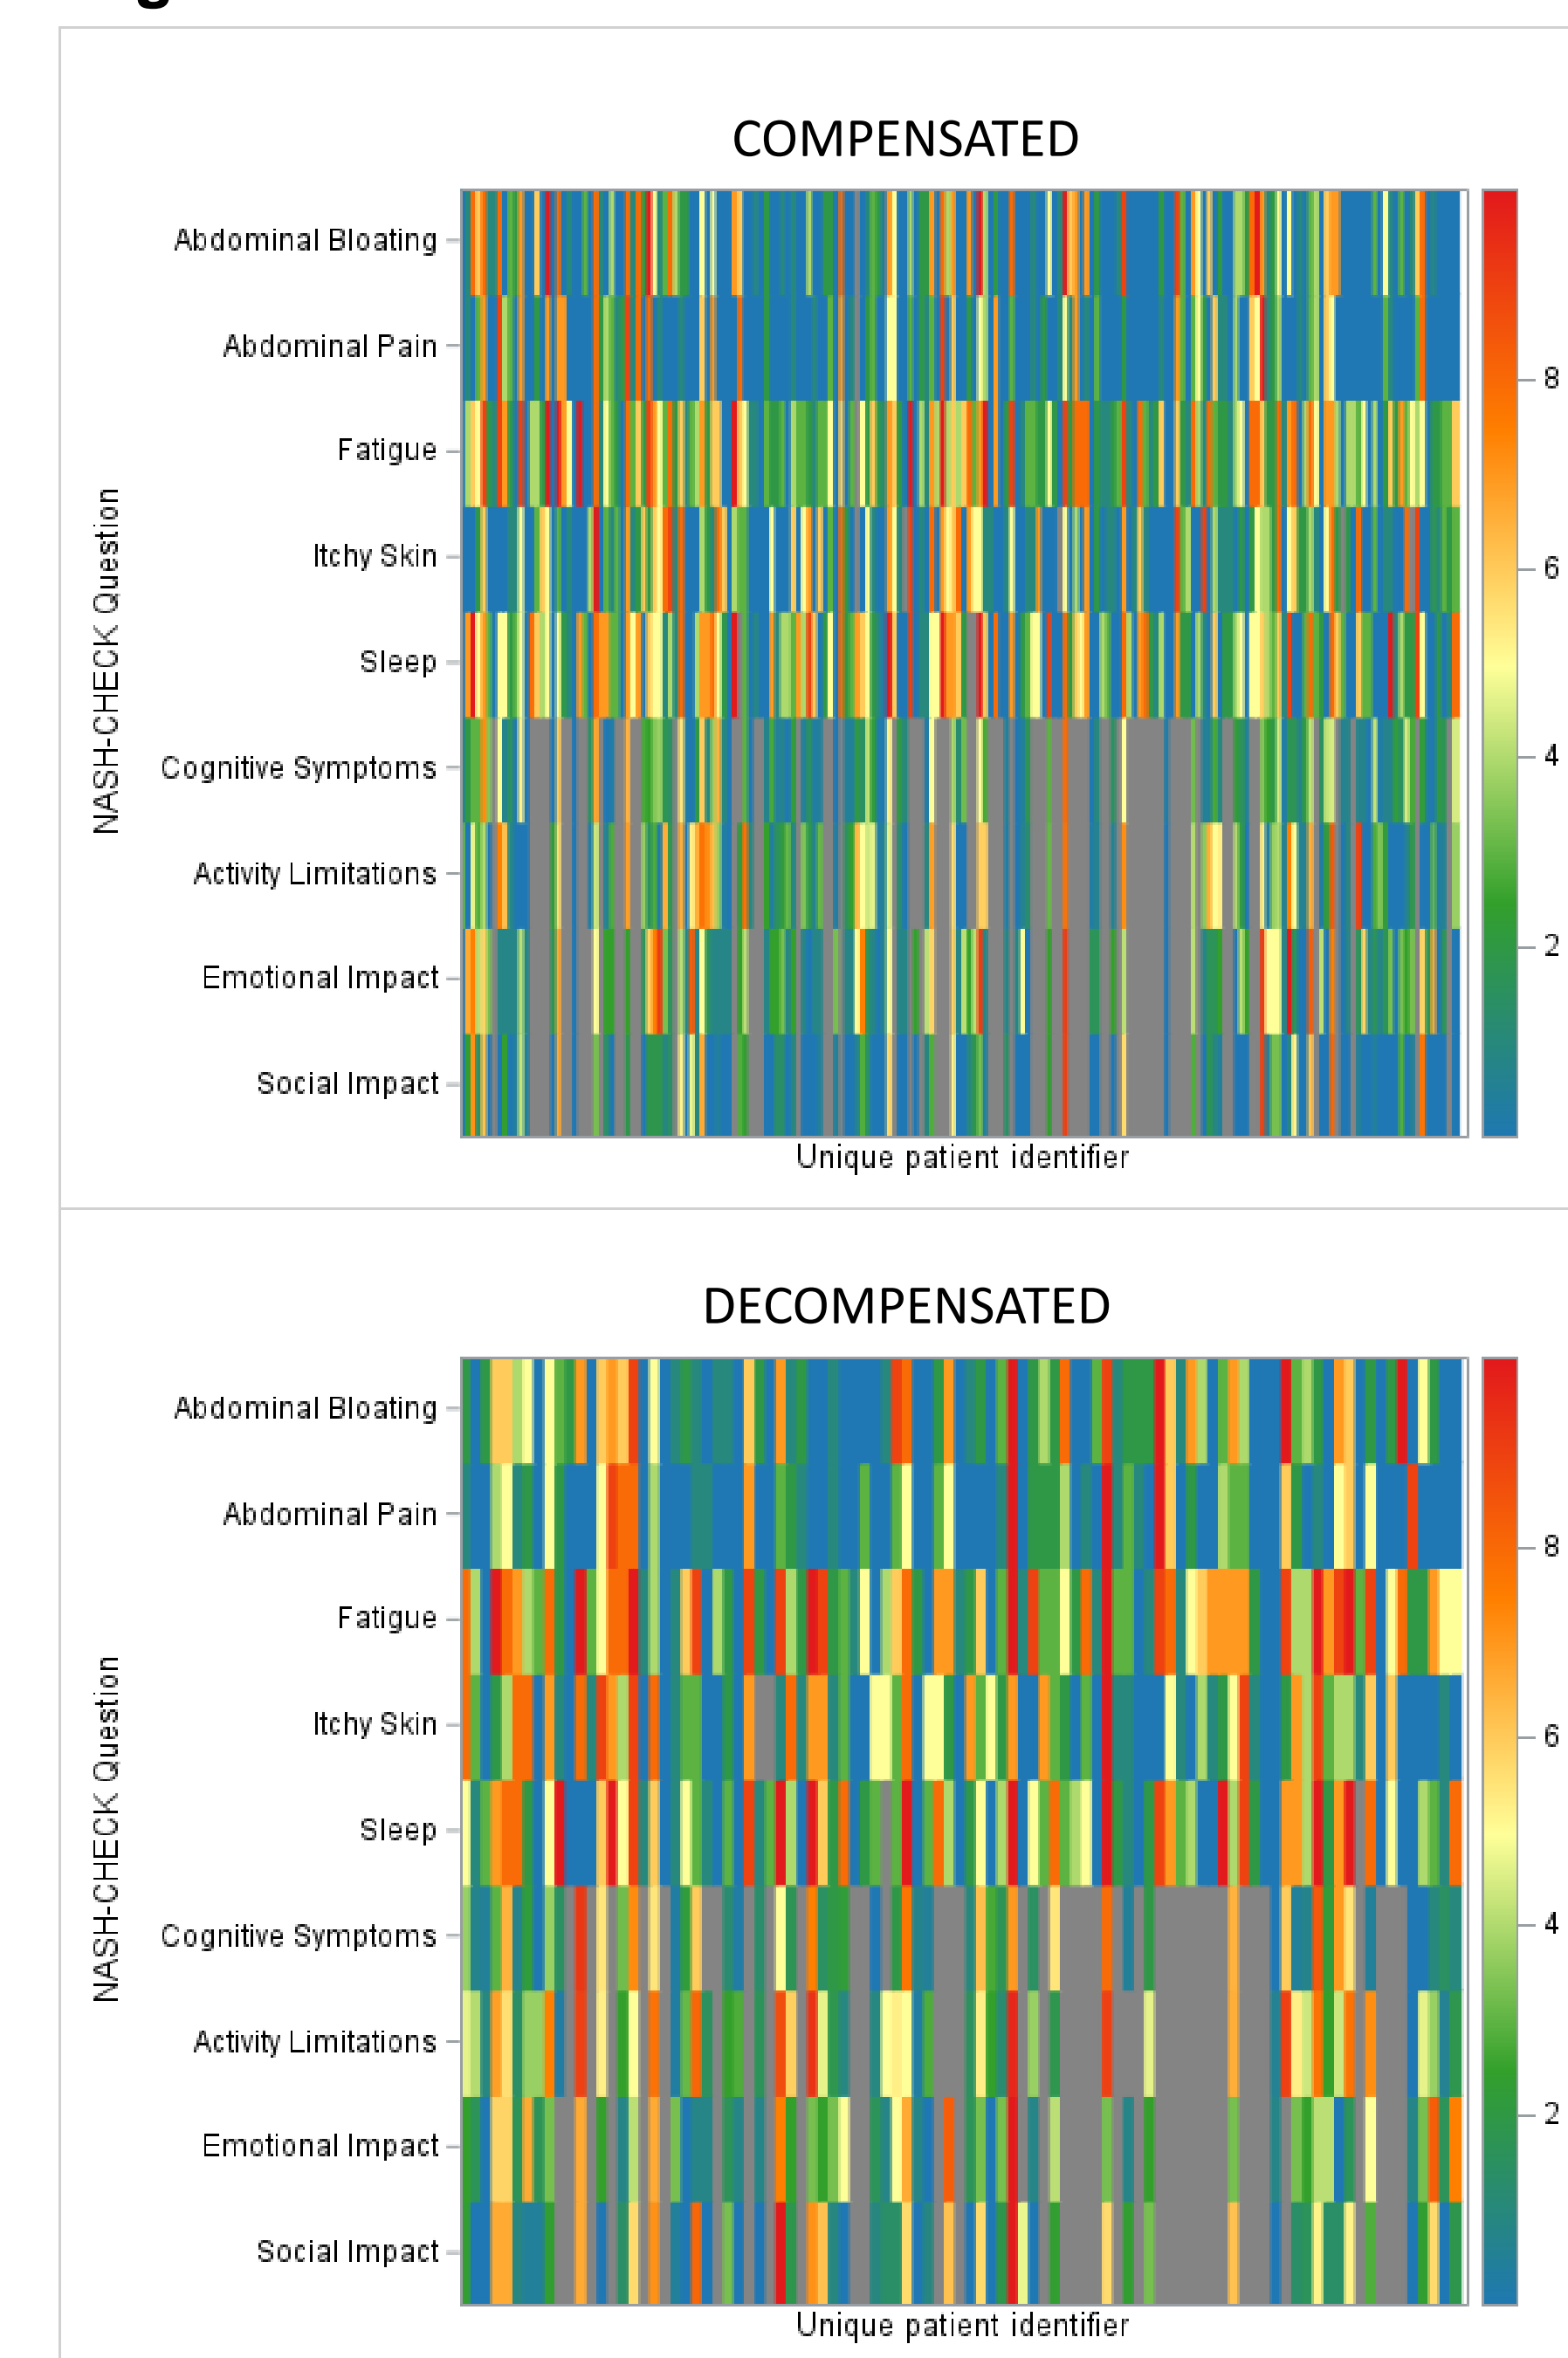 COMPENSATED
NASH-CHECK Question
Abdominal Bloating
Abdominal Pain
Fatigue
Itchy Skin
Sleep
Cognitive Symptoms
Activity Limitations
Emotional Impact
Social Impact
8
6
4
2
Unique patient identifier
DECOMPENSATED
NASH-CHECK Question
Abdominal Bloating
Abdominal Pain
Fatigue
Itchy Skin
Sleep
Cognitive Symptoms
Activity Limitations
Emotional Impact
Social Impact
8
6
4
2
Unique patient identifier